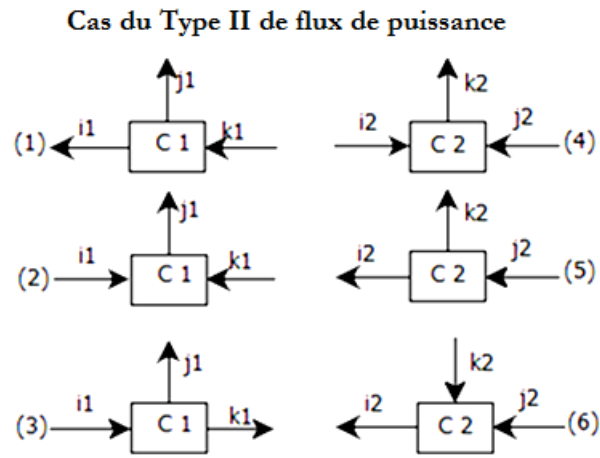 Cas du Type II de flux de puissance
j1 k2
(1) i1 C 1 k1 i2 C 2 j2 (4)
j1 k2
(2) i1 C 1 k1 i2 C 2 j2 (5)
j1 k2
(3) i1 C 1 k1 i2 C 2 j2 (6)